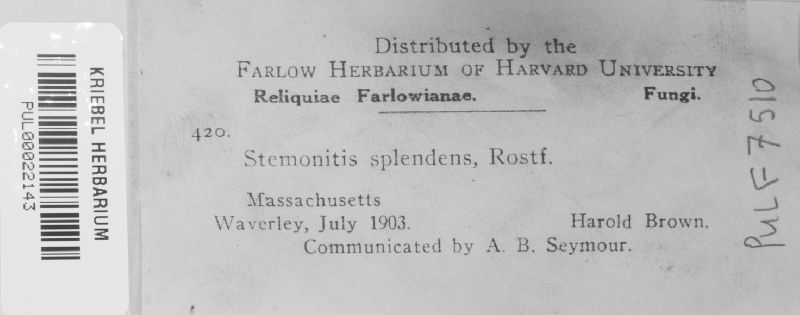 KRIEBEL HERBARIUM
PUL00022143
Distributed by the
FARLOW HERBARIUM OF HARVARD UNIVERSITY
Reliquiae Farlowianae. Fungi.
420.
Stemonitis splendens, Rostf.
Massachusetts
Waverley, July 1903. Harold Brown.
Communicated by A. B. Seymour.
PULF 7510